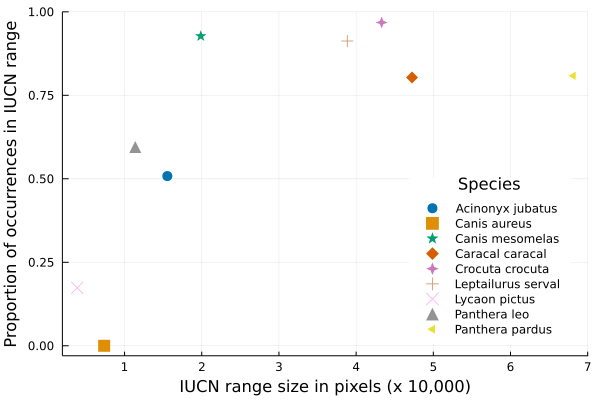 Proportion of occurrences in IUCN range
1.00
0.75
0.50
0.25
0.00
Species
Acinonyx jubatus
Canis aureus
Canis mesomelas
Caracal caracal
Crocuta crocuta
Leptailurus serval
Lycaon pictus
Panthera leo
Panthera pardus
1 2 3 4 5 6 7
IUCN range size in pixels (x 10,000)